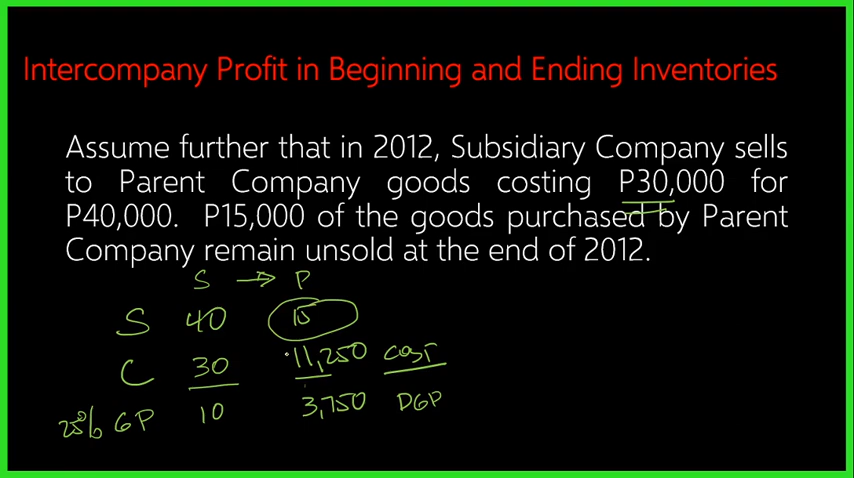 Intercompany Profit in Beginning and Ending Inventories
Assume further that in 2012, Subsidiary Company sells
to Parent Company goods costing P30,000 for
P40,000. P15,000 of the goods purchased by Parent
Company remain unsold at the end of 2012.
S → P
S 40 15
C 30 11,250 COST
25% GP 10 3,750 DGP